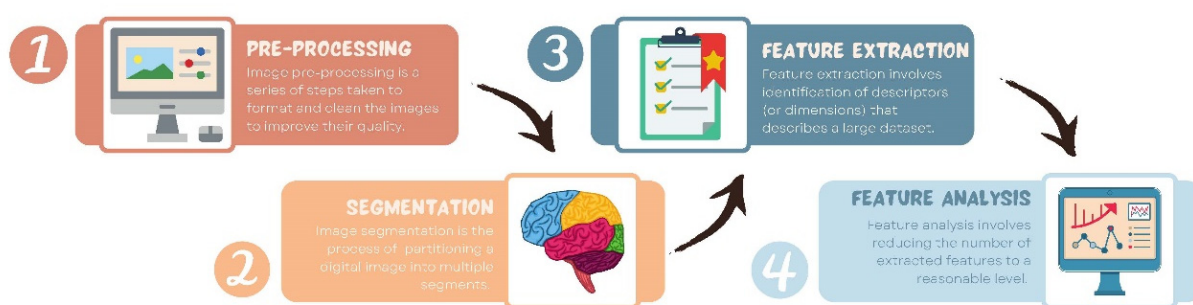 1
PRE-PROCESSING
Image pre-processing is a
series of steps taken to
format and clean the images
to improve their quality.
2
SEGMENTATION
Image segmentation is the
process of partitioning a
digital image into multiple
segments.
3
FEATURE EXTRACTION
Feature extraction involves
identification of descriptors
(or dimensions) that
describes a large dataset.
4
FEATURE ANALYSIS
Feature analysis involves
reducing the number of
extracted features to a
reasonable level.